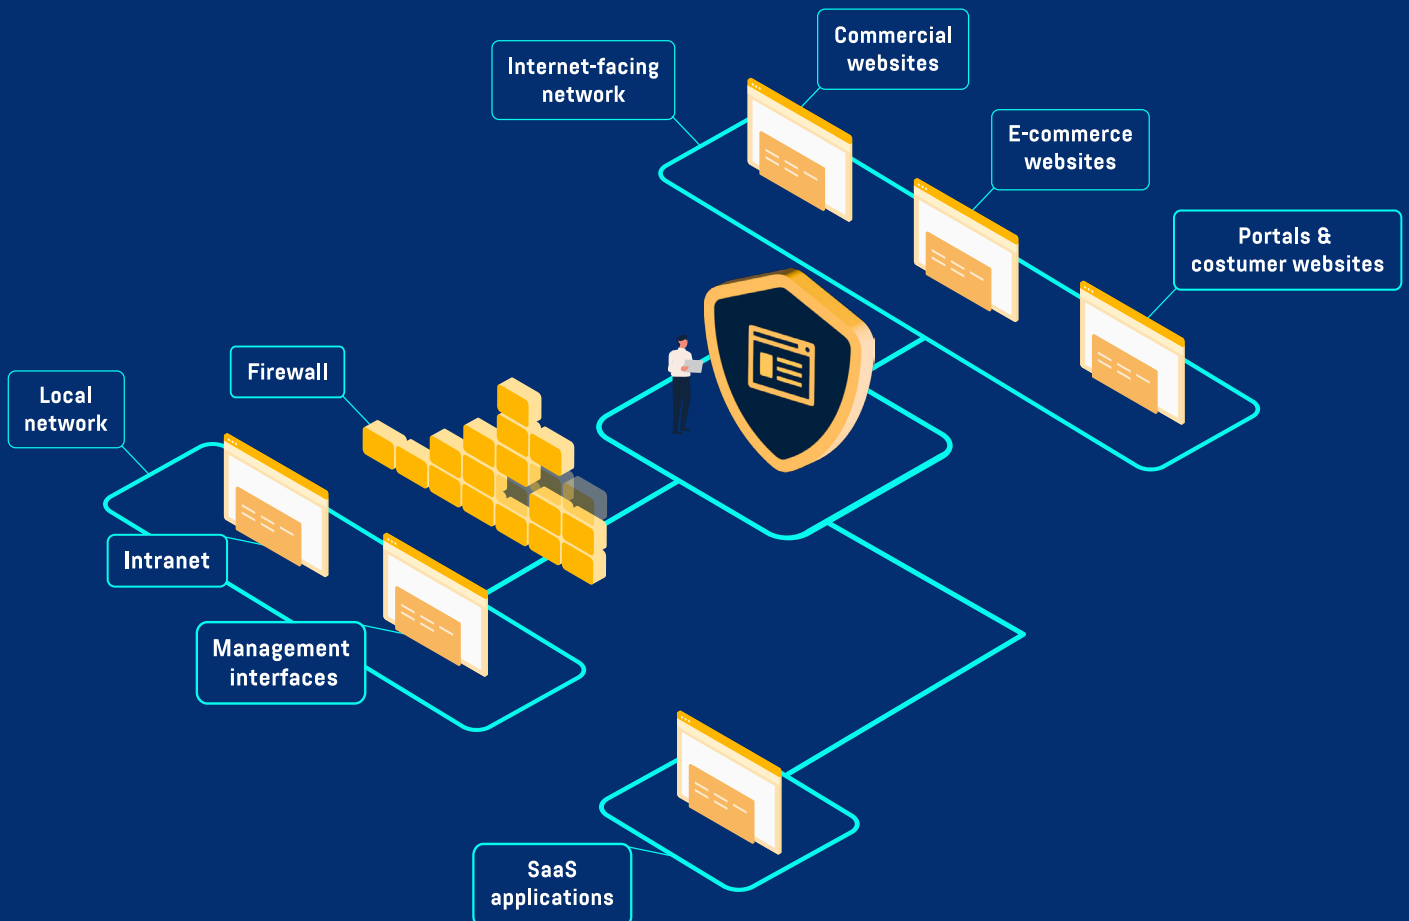 Commercial
websites
Internet-facing
network
E-commerce
websites
Portals &
costumer websites
Firewall
Local
network
Intranet
Management
interfaces
SaaS
applications